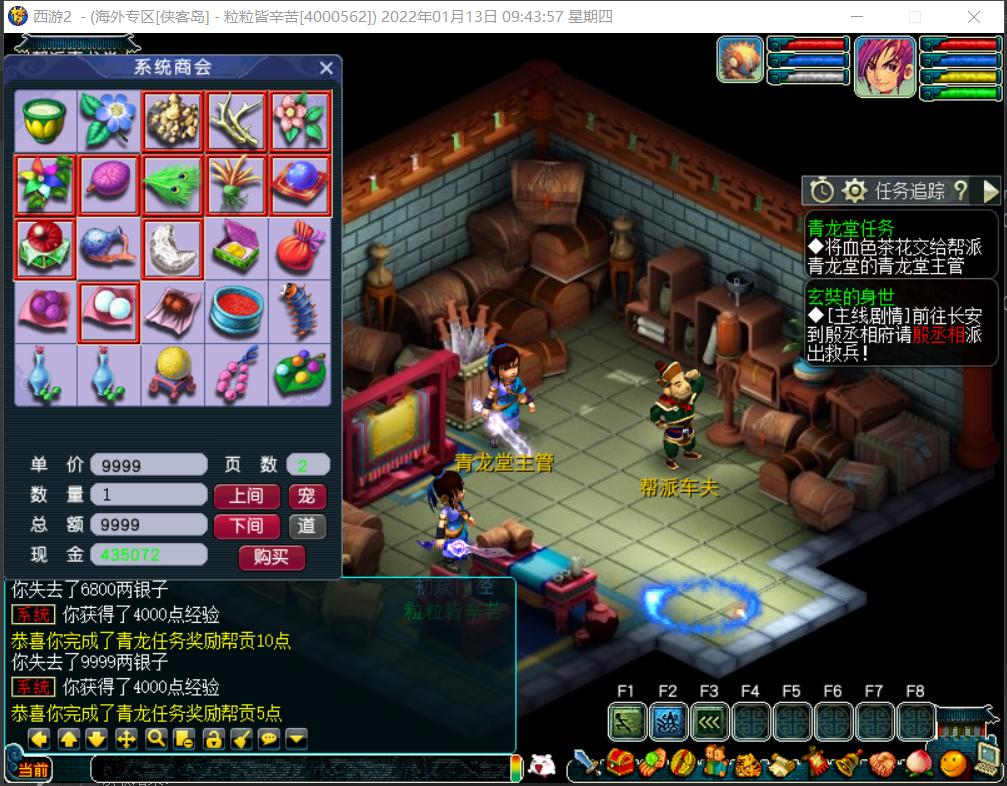 西游2 - (海外专区[侠客岛] - 粒粒皆辛苦[4000562]) 2022年01月13日 09:43:57 星期四
系统商会
任务追踪 ?
青龙堂任务
◆将血色茶花交给帮派
青龙堂的青龙堂主管
玄奘的身世
◆[主线剧情]前往长安
到殷丞相府请殷丞相派
出救兵!
青龙堂主管
帮派车夫
单 价 9999 页 数 2
数 量 1 上间 宠
总 额 9999 下间 道
现 金 435072 购买
粒粒皆辛苦
你失去了6800两银子
系统 你获得了4000点经验
恭喜你完成了青龙任务奖励帮贡10点
你失去了9999两银子
系统 你获得了4000点经验
恭喜你完成了青龙任务奖励帮贡5点
F1 F2 F3 F4 F5 F6 F7 F8
当前